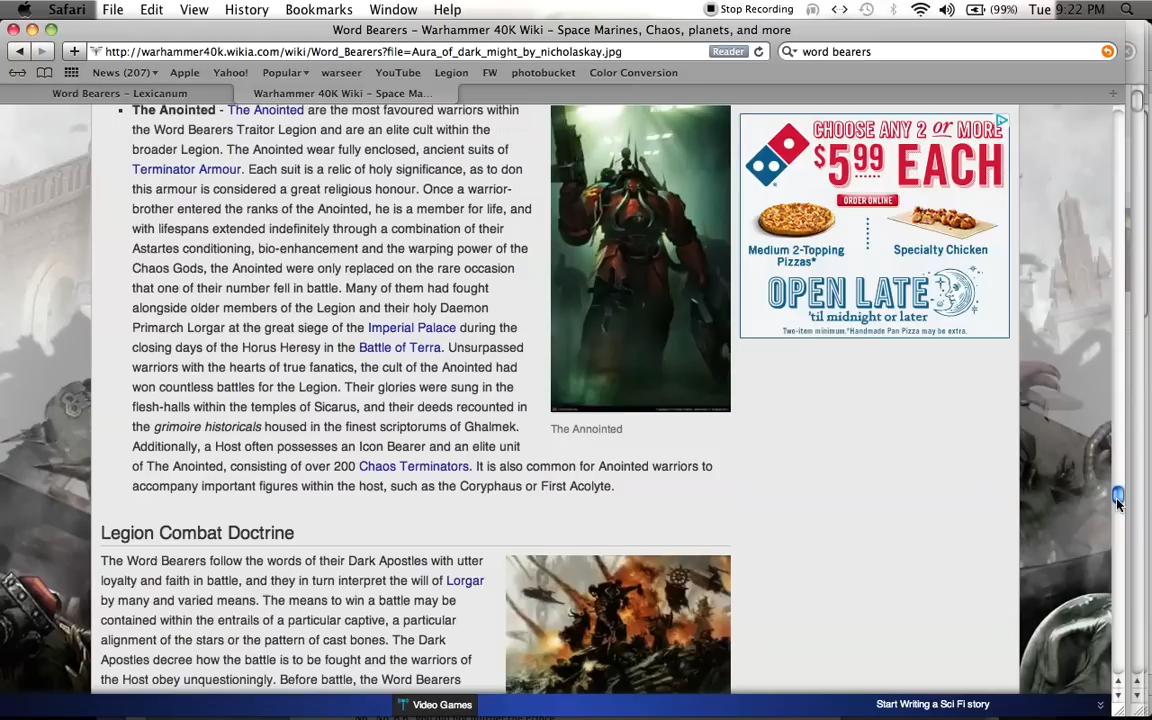 Safari File Edit View History Bookmarks Window Help Stop Recording (99%) Tue 9:22 PM
Word Bearers – Warhammer 40K Wiki – Space Marines, Chaos, planets, and more
http://warhammer40k.wikia.com/wiki/Word_Bearers?file=Aura_of_dark_might_by_nicholaskay.jpg Reader word bearers
News (207) Apple Yahoo! Popular warseer YouTube Legion FW photobucket Color Conversion
Word Bearers – Lexicanum Warhammer 40K Wiki – Space Ma...
The Anointed - The Anointed are the most favoured warriors within
the Word Bearers Traitor Legion and are an elite cult within the
broader Legion. The Anointed wear fully enclosed, ancient suits of
Terminator Armour. Each suit is a relic of holy significance, as to don
this armour is considered a great religious honour. Once a warrior-
brother entered the ranks of the Anointed, he is a member for life, and
with lifespans extended indefinitely through a combination of their
Astartes conditioning, bio-enhancement and the warping power of the
Chaos Gods, the Anointed were only replaced on the rare occasion
that one of their number fell in battle. Many of them had fought
alongside older members of the Legion and their holy Daemon
Primarch Lorgar at the great siege of the Imperial Palace during the
closing days of the Horus Heresy in the Battle of Terra. Unsurpassed
warriors with the hearts of true fanatics, the cult of the Anointed had
won countless battles for the Legion. Their glories were sung in the
flesh-halls within the temples of Sicarus, and their deeds recounted in
the grimoire historicals housed in the finest scriptorums of Ghalmek.
Additionally, a Host often possesses an Icon Bearer and an elite unit
of The Anointed, consisting of over 200 Chaos Terminators. It is also common for Anointed warriors to
accompany important figures within the host, such as the Coryphaus or First Acolyte.
The Annointed
CHOOSE ANY 2 or MORE
$5.99 EACH
ORDER ONLINE
Medium 2-Topping
Pizzas*
Specialty Chicken
OPEN LATE
'til midnight or later
Two-item minimum. *Handmade Pan Pizza may be extra.
Legion Combat Doctrine
The Word Bearers follow the words of their Dark Apostles with utter
loyalty and faith in battle, and they in turn interpret the will of Lorgar
by many and varied means. The means to win a battle may be
contained within the entrails of a particular captive, a particular
alignment of the stars or the pattern of cast bones. The Dark
Apostles decree how the battle is to be fought and the warriors of
the Host obey unquestioningly. Before battle, the Word Bearers
Video Games Start Writing a Sci Fi story